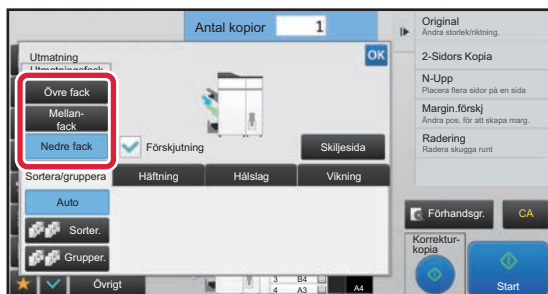 Antal kopior 1
Utmatning
OK
Övre fack
Mellan-
fack
Nedre fack
Förskjutning
Skiljesida
Sortera/gruppera
Häftning
Hålslag
Vikning
Auto
Sorter.
Grupper.
Övrigt
3 B4
4 A3
A4
Original
Ändra storlek/riktning.
2-Sidors Kopia
N-Upp
Placera flera sidor på en sida
Margin.förskj
Ändra pos. för att skapa marg.
Radering
Radera skugga runt
Förhandsgr.
CA
Korrektur-
kopia
Start